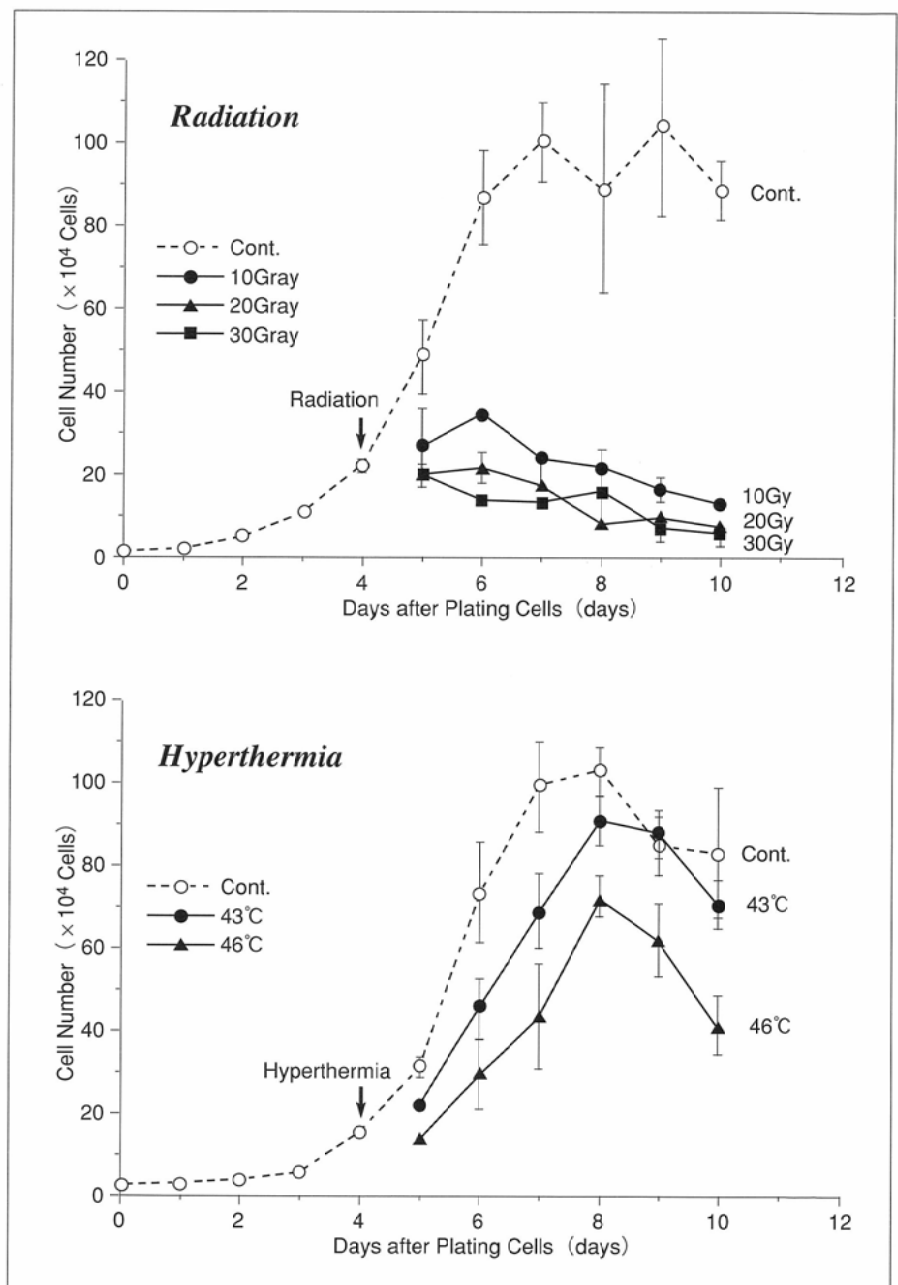 120
100
80
60
40
20
0
Cell Number (× 10⁴ Cells)
Radiation
Cont.
10Gray
20Gray
30Gray
Radiation
Cont.
10Gy
20Gy
30Gy
0 2 4 6 8 10 12
Days after Plating Cells (days)
120
100
80
60
40
20
0
Cell Number (× 10⁴ Cells)
Hyperthermia
Cont.
43℃
46℃
Hyperthermia
Cont.
43℃
46℃
0 2 4 6 8 10 12
Days after Plating Cells (days)